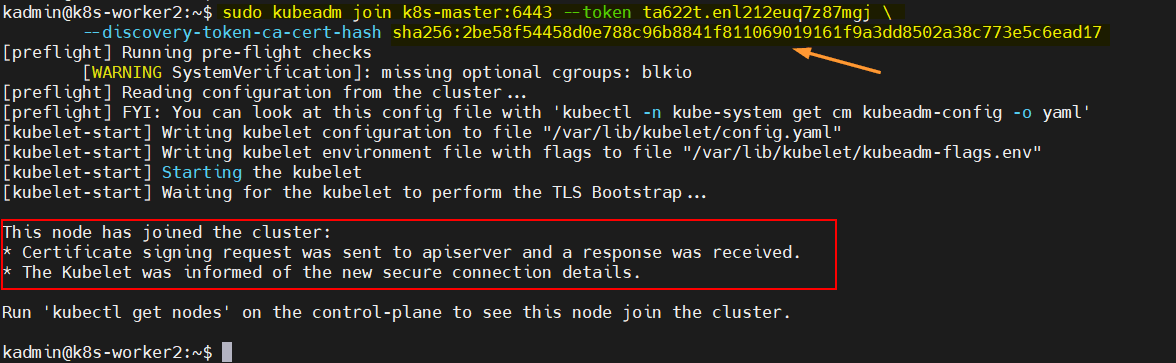 kadmin@k8s-worker2:~$ sudo kubeadm join k8s-master:6443 --token ta622t.enl212euq7z87mgj \
--discovery-token-ca-cert-hash sha256:2be58f54458d0e788c96b8841f811069019161f9a3dd8502a38c773e5c6ead17
[preflight] Running pre-flight checks
[WARNING SystemVerification]: missing optional cgroups: blkio
[preflight] Reading configuration from the cluster...
[preflight] FYI: You can look at this config file with 'kubectl -n kube-system get cm kubeadm-config -o yaml'
[kubelet-start] Writing kubelet configuration to file "/var/lib/kubelet/config.yaml"
[kubelet-start] Writing kubelet environment file with flags to file "/var/lib/kubelet/kubeadm-flags.env"
[kubelet-start] Starting the kubelet
[kubelet-start] Waiting for the kubelet to perform the TLS Bootstrap...
This node has joined the cluster:
* Certificate signing request was sent to apiserver and a response was received.
* The Kubelet was informed of the new secure connection details.
Run 'kubectl get nodes' on the control-plane to see this node join the cluster.
kadmin@k8s-worker2:~$